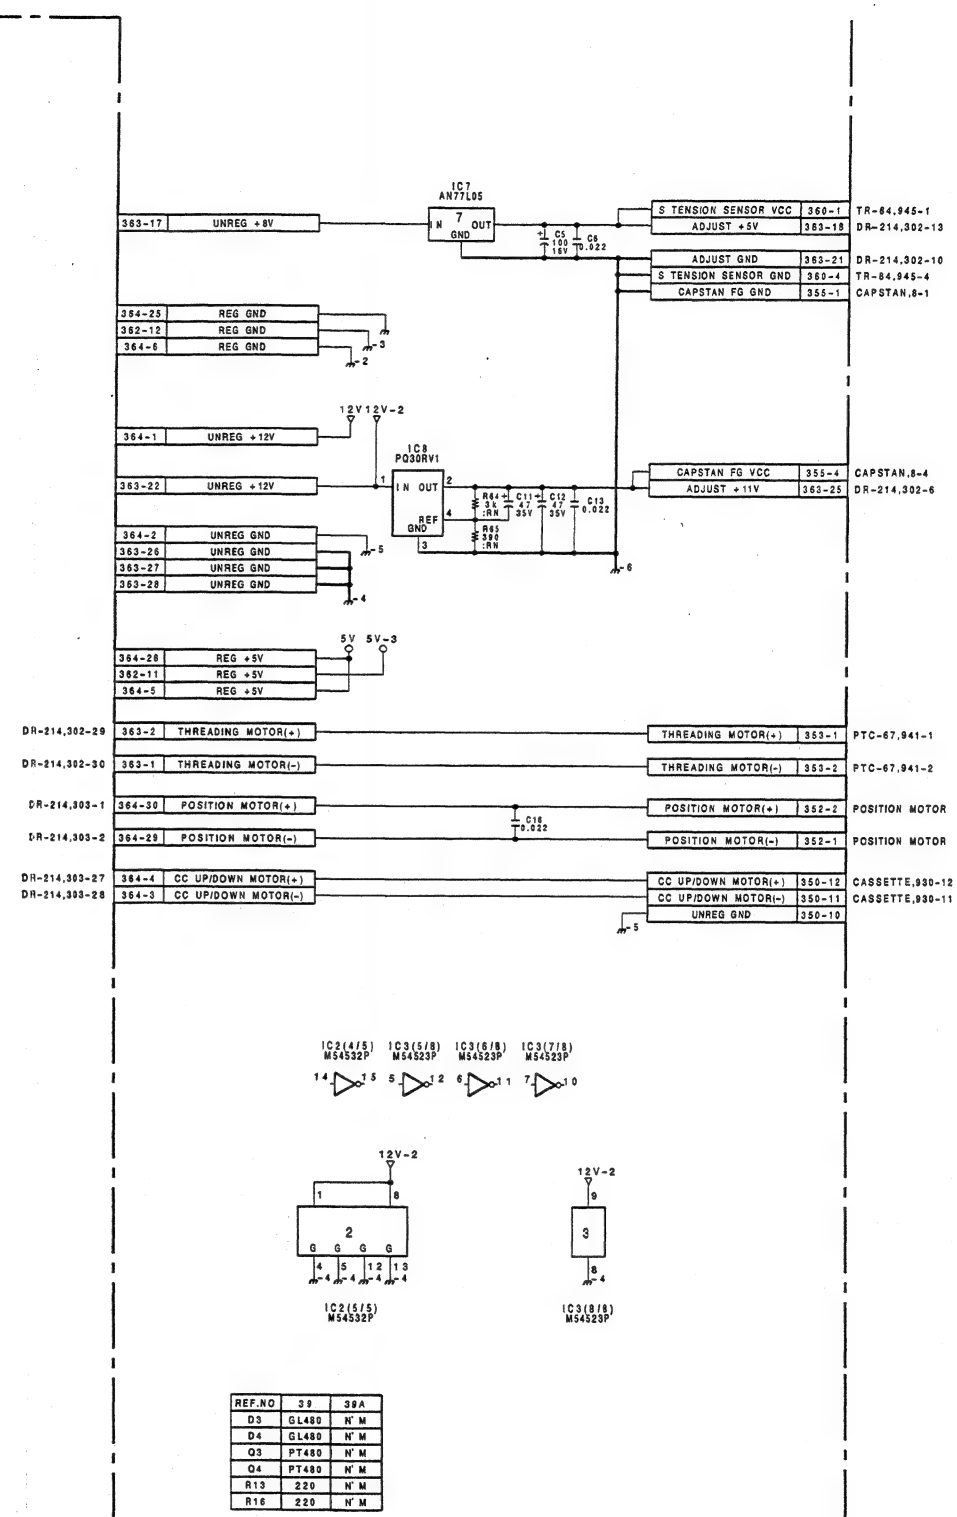 IC7
AN77L05
363-17 UNREG +8V
7
IN OUT
GND
C5
100
16V
C6
0.022
S TENSION SENSOR VCC 360-1 TR-84,945-1
ADJUST +5V 363-18 DR-214,302-13
ADJUST GND 363-21 DR-214,302-10
S TENSION SENSOR GND 360-4 TR-84,945-4
CAPSTAN FG GND 355-1 CAPSTAN,8-1
364-25 REG GND
362-12 REG GND
364-6 REG GND
-3
-2
12V 12V-2
364-1 UNREG +12V
363-22 UNREG +12V
IC8
PQ30RV1
1 IN OUT 2
REF 4
GND
3
R64
3k
:RN
R65
390
:RN
C11
47
35V
C12
47
35V
C13
0.022
CAPSTAN FG VCC 355-4 CAPSTAN,8-4
ADJUST +11V 363-25 DR-214,302-6
364-2 UNREG GND
363-26 UNREG GND
363-27 UNREG GND
363-28 UNREG GND
-5
-4
-6
5V 5V-3
364-28 REG +5V
362-11 REG +5V
364-5 REG +5V
DR-214,302-29 363-2 THREADING MOTOR(+) THREADING MOTOR(+) 353-1 PTC-67,941-1
DR-214,302-30 363-1 THREADING MOTOR(-) THREADING MOTOR(-) 353-2 PTC-67,941-2
DR-214,303-1 364-30 POSITION MOTOR(+) POSITION MOTOR(+) 352-2 POSITION MOTOR
C16
0.022
DR-214,303-2 364-29 POSITION MOTOR(-) POSITION MOTOR(-) 352-1 POSITION MOTOR
DR-214,303-27 364-4 CC UP/DOWN MOTOR(+) CC UP/DOWN MOTOR(+) 350-12 CASSETTE,930-12
DR-214,303-28 364-3 CC UP/DOWN MOTOR(-) CC UP/DOWN MOTOR(-) 350-11 CASSETTE,930-11
UNREG GND 350-10
-5
IC2(4/5) IC3(5/8) IC3(6/8) IC3(7/8)
M54532P M54523P M54523P M54523P
14 15 5 12 6 11 7 10
12V-2
1 8
2
G G G G
4 5 12 13
-4 -4 -4 -4
IC2(5/5)
M54532P
12V-2
9
3
8
-4
IC3(8/8)
M54523P
REF.NO 39 39A
D3 GL480 N'M
D4 GL480 N'M
Q3 PT480 N'M
Q4 PT480 N'M
R13 220 N'M
R16 220 N'M